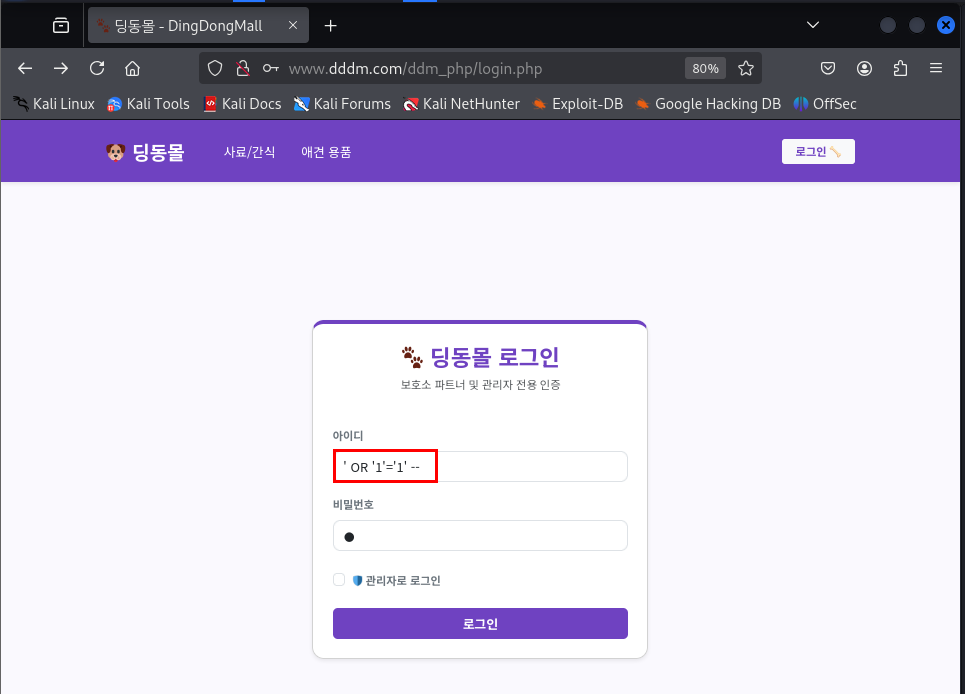 딩동몰 - DingDongMall
www.dddm.com/ddm_php/login.php
80%
Kali Linux Kali Tools Kali Docs Kali Forums Kali NetHunter Exploit-DB Google Hacking DB OffSec
딩동몰 사료/간식 애견 용품 로그인
딩동몰 로그인
보호소 파트너 및 관리자 전용 인증
아이디
' OR '1'='1' --
비밀번호
관리자로 로그인
로그인